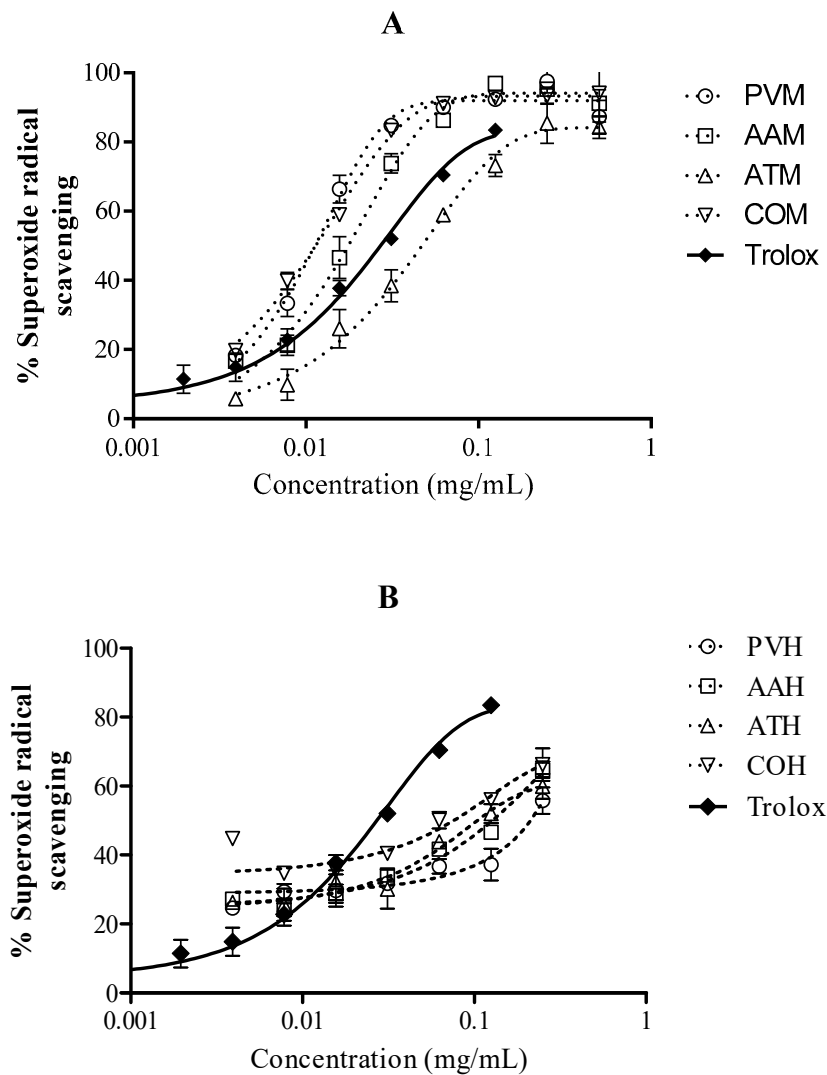 A
% Superoxide radical
scavenging
100
80
60
40
20
0
0.001
0.01
0.1
1
Concentration (mg/mL)
PVM
AAM
ATM
COM
Trolox
B
% Superoxide radical
scavenging
100
80
60
40
20
0
0.001
0.01
0.1
1
Concentration (mg/mL)
PVH
AAH
ATH
COH
Trolox